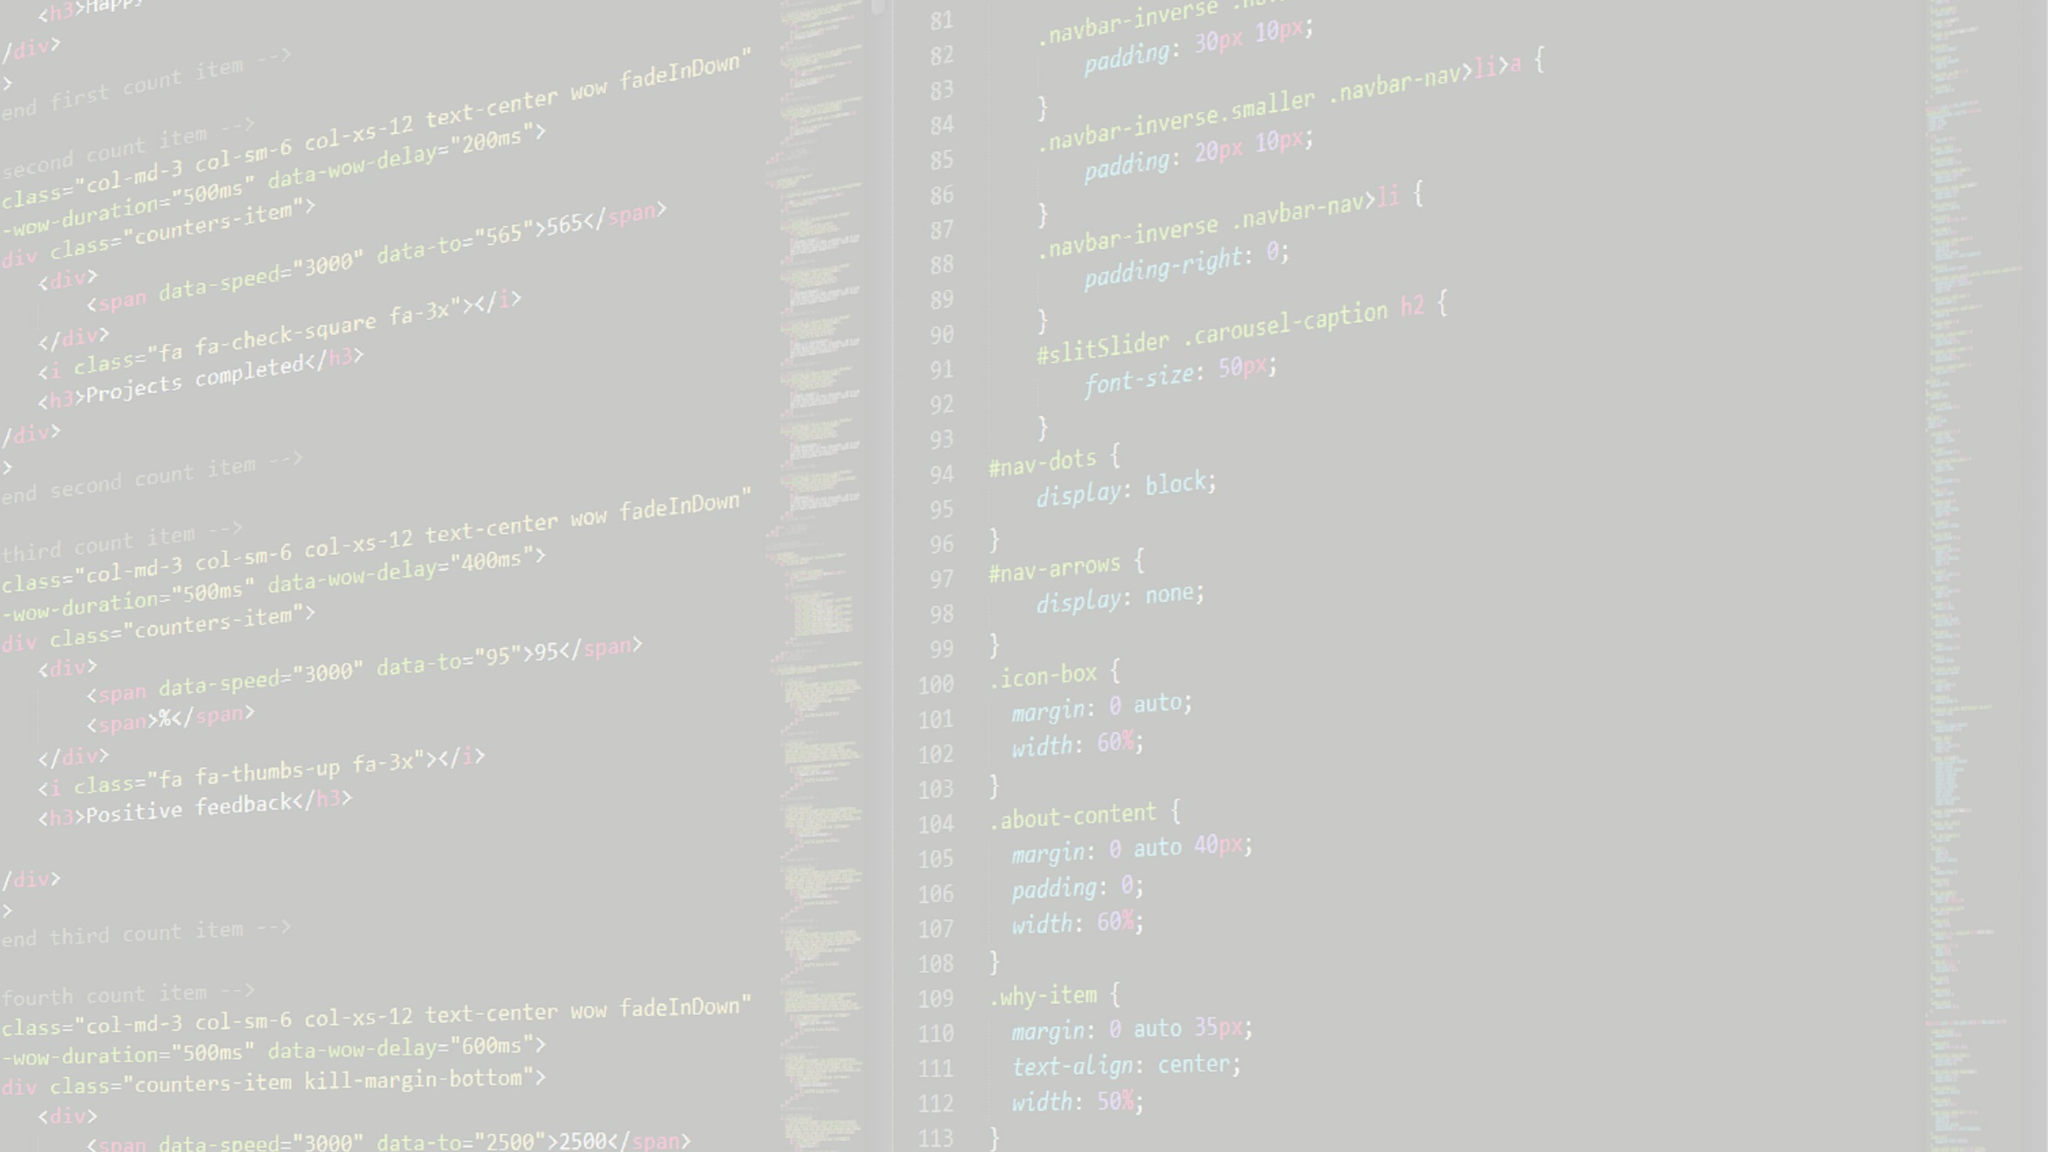 <h3>Happy
/div>
>
end first count item -->
second count item -->
class="col-md-3 col-sm-6 col-xs-12 text-center wow fadeInDown"
-wow-duration="500ms" data-wow-delay="200ms">
div class="counters-item">
<div>
<span data-speed="3000" data-to="565">565</span>
</div>
<i class="fa fa-check-square fa-3x"></i>
<h3>Projects completed</h3>
/div>
>
end second count item -->
third count item -->
class="col-md-3 col-sm-6 col-xs-12 text-center wow fadeInDown"
-wow-duration="500ms" data-wow-delay="400ms">
div class="counters-item">
<div>
<span data-speed="3000" data-to="95">95</span>
<span>%</span>
</div>
<i class="fa fa-thumbs-up fa-3x"></i>
<h3>Positive feedback</h3>
/div>
>
end third count item -->
fourth count item -->
class="col-md-3 col-sm-6 col-xs-12 text-center wow fadeInDown"
-wow-duration="500ms" data-wow-delay="600ms">
div class="counters-item kill-margin-bottom">
<div>
<span data-speed="3000" data-to="2500">2500</span>
81 .navbar-inverse
82 padding: 30px 10px;
83 }
84 .navbar-inverse.smaller .navbar-nav>li>a {
85 padding: 20px 10px;
86 }
87 .navbar-inverse .navbar-nav>li {
88 padding-right: 0;
89 }
90 #slitSlider .carousel-caption h2 {
91 font-size: 50px;
92 }
93 #nav-dots {
94 display: block;
95 }
96 #nav-arrows {
97 display: none;
98 }
99 .icon-box {
100 margin: 0 auto;
101 width: 60%;
102 }
103 .about-content {
104 margin: 0 auto 40px;
105 padding: 0;
106 width: 60%;
107 }
108 .why-item {
109 margin: 0 auto 35px;
110 text-align: center;
111 width: 50%;
112 }
113